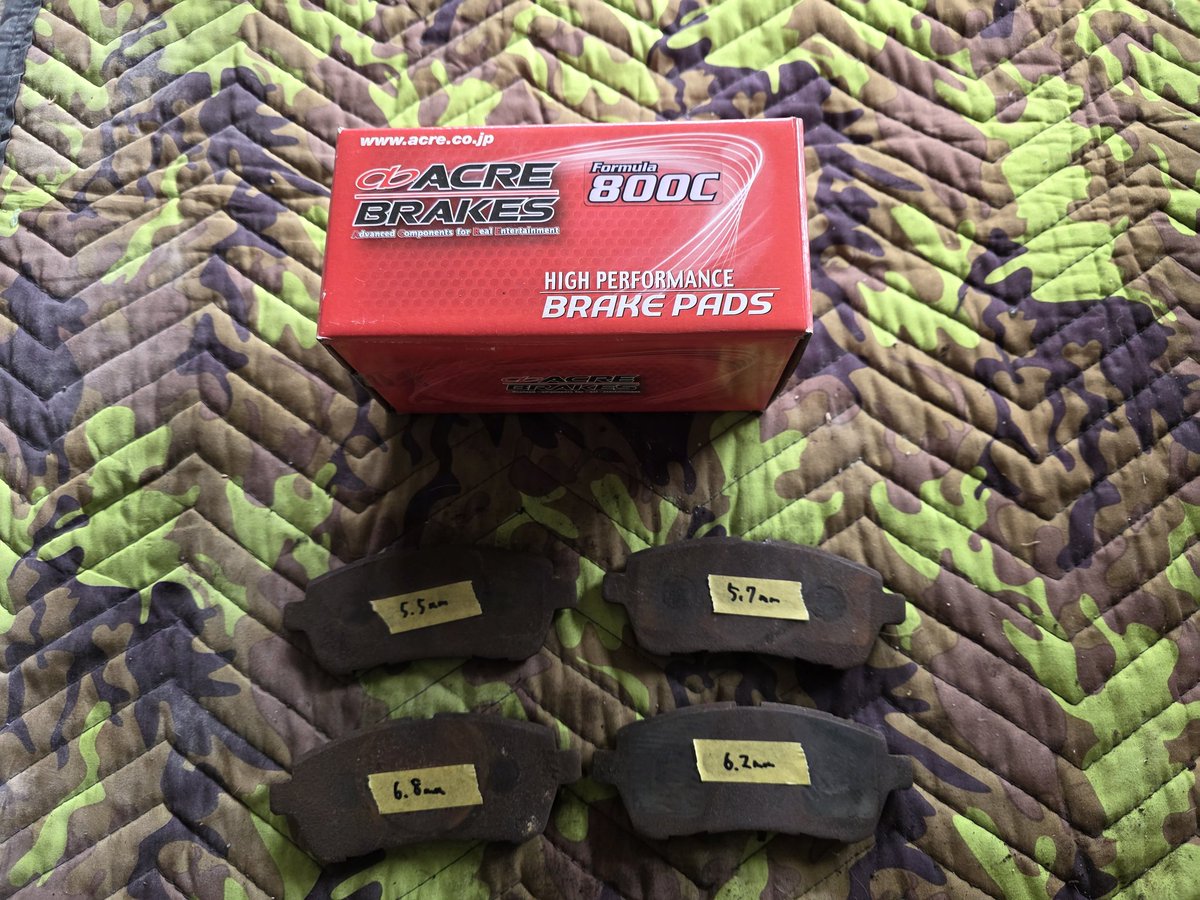 www.acre.co.jp
ab ACRE
BRAKES
Advanced Components for Real Entertainment
Formula
800C
HIGH PERFORMANCE
BRAKE PADS
ACRE
BRAKES
5.5mm
5.7mm
6.8mm
6.2mm